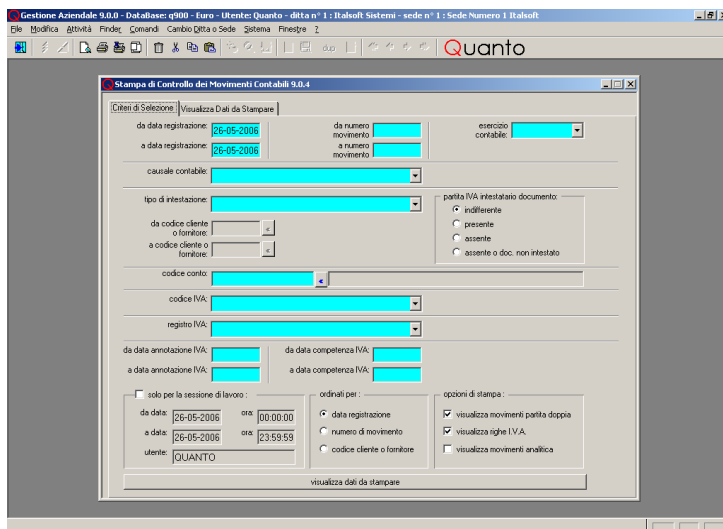 Gestione Aziendale 9.0.0 - DataBase: q900 - Euro - Utente: Quanto - ditta n° 1 : Italsoft Sistemi - sede n° 1 : Sede Numero 1 Italsoft
File Modifica Attività Finder Comandi Cambio Ditta o Sede Sistema Finestre ?
dup
Quanto
Stampa di Controllo dei Movimenti Contabili 9.0.4
Criteri di Selezione Visualizza Dati da Stampare
da data registrazione: 26-05-2006 da numero movimento esercizio contabile:
a data registrazione: 26-05-2006 a numero movimento
causale contabile:
tipo di intestazione: partita IVA intestatario documento:
indifferente
da codice cliente o fornitore: < presente
a codice cliente o fornitore: < assente
assente o doc. non intestato
codice conto: <
codice IVA:
registro IVA:
da data annotazione IVA: da data competenza IVA:
a data annotazione IVA: a data competenza IVA:
solo per la sessione di lavoro : ordinati per : opzioni di stampa :
da data: 26-05-2006 ora: 00:00:00 data registrazione visualizza movimenti partita doppia
a data: 26-05-2006 ora: 23:59:59 numero di movimento visualizza righe I.V.A.
utente: QUANTO codice cliente o fornitore visualizza movimenti analitica
visualizza dati da stampare